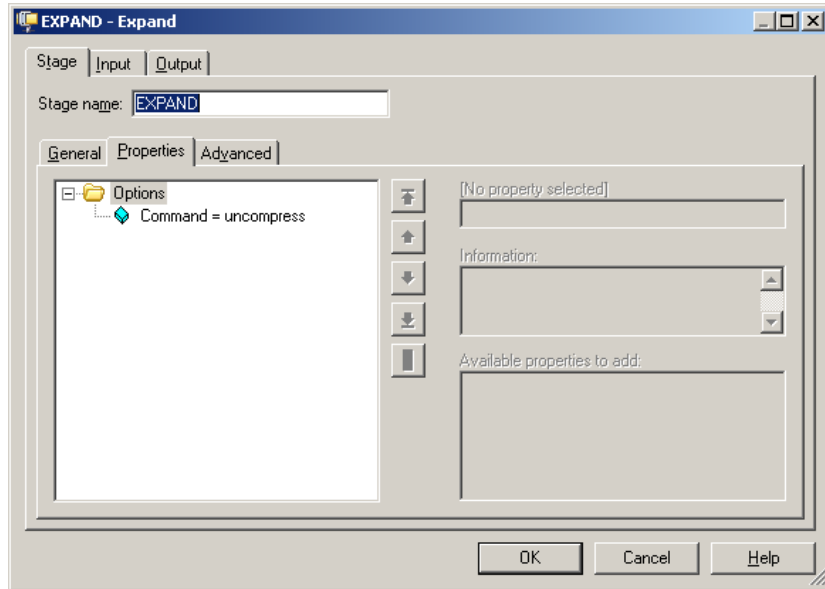 EXPAND - Expand
Stage Input Output
Stage name: EXPAND
General Properties Advanced
Options
Command = uncompress
[No property selected]
Information:
Available properties to add:
OK Cancel Help